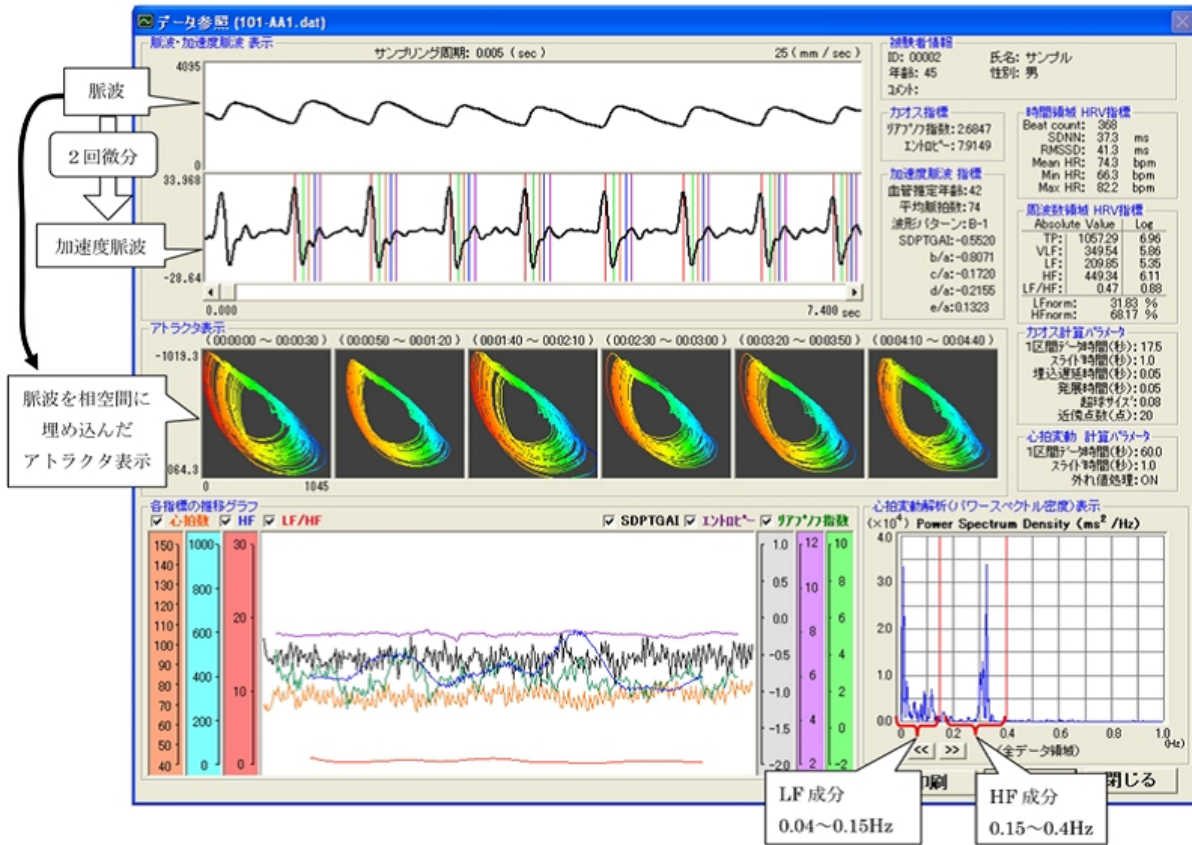 データ参照 (101-AA1.dat)
脈波・加速度脈波 表示
サンプリング周期: 0.005 (sec)
25 (mm / sec)
4095
0
33.968
-28.64
0.000
7.400 sec
脈波
2回微分
加速度脈波
脈波を相空間に
埋め込んだ
アトラクタ表示
被験者情報
ID: 00002
氏名: サンプル
年齢: 45
性別: 男
コメント:
カオス指標
リアプノフ指数: 2.6847
エントロピー: 7.9149
加速度脈波 指標
血管推定年齢: 42
平均脈拍数: 74
波形パターン: B-1
SDPTGAI: -0.5520
b/a: -0.8071
c/a: -0.1720
d/a: -0.2155
e/a: 0.1323
時間領域 HRV指標
Beat count: 368
SDNN: 37.3 ms
RMSSD: 41.3 ms
Mean HR: 74.3 bpm
Min HR: 66.3 bpm
Max HR: 82.2 bpm
周波数領域 HRV指標
Absolute Value Log
TP: 1057.29 6.96
VLF: 349.54 5.86
LF: 209.85 5.35
HF: 449.34 6.11
LF/HF: 0.47 0.88
LFnorm: 31.83 %
HFnorm: 68.17 %
カオス計算パラメータ
1区間データ時間(秒): 17.5
スライド時間(秒): 1.0
埋込遅延時間(秒): 0.05
発展時間(秒): 0.05
超球サイズ: 0.08
近傍点数(点): 20
心拍変動 計算パラメータ
1区間データ時間(秒): 60.0
スライド時間(秒): 1.0
外れ値処理: ON
アトラクタ表示
(00:00:00 ～ 00:00:30)
(00:00:50 ～ 00:01:20)
(00:01:40 ～ 00:02:10)
(00:02:30 ～ 00:03:00)
(00:03:20 ～ 00:03:50)
(00:04:10 ～ 00:04:40)
-1019.3
064.3
0
1045
各指標の推移グラフ
心拍数
HF
LF/HF
SDPTGAI
エントロピー
リアプノフ指数
150
140
130
120
110
100
90
80
70
60
50
40
1000
800
600
400
200
0
30
20
10
0
1.0
0.5
0.0
-0.5
-1.0
-1.5
-2.0
12
10
8
6
4
2
10
8
6
4
2
0
-2
心拍変動解析(パワースペクトル密度)表示
(×10⁴) Power Spectrum Density (ms² /Hz)
4.0
3.0
2.0
1.0
0.0
0 0.2 0.4 0.6 0.8 1.0
(Hz)
<< >> (全データ領域)
印刷
閉じる
LF 成分
0.04～0.15Hz
HF 成分
0.15～0.4Hz